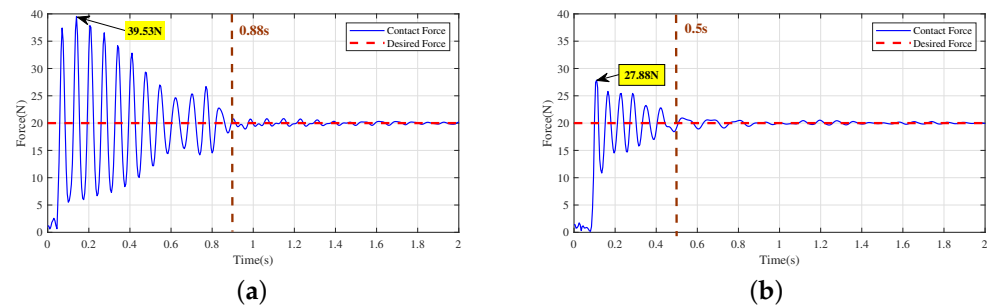 40
35
30
25
20
15
10
5
0
Force(N)
39.53N
0.88s
Contact Force
Desired Force
0 0.2 0.4 0.6 0.8 1 1.2 1.4 1.6 1.8 2
Time(s)
(a)
40
35
30
25
20
15
10
5
0
Force(N)
27.88N
0.5s
Contact Force
Desired Force
0 0.2 0.4 0.6 0.8 1 1.2 1.4 1.6 1.8 2
Time(s)
(b)